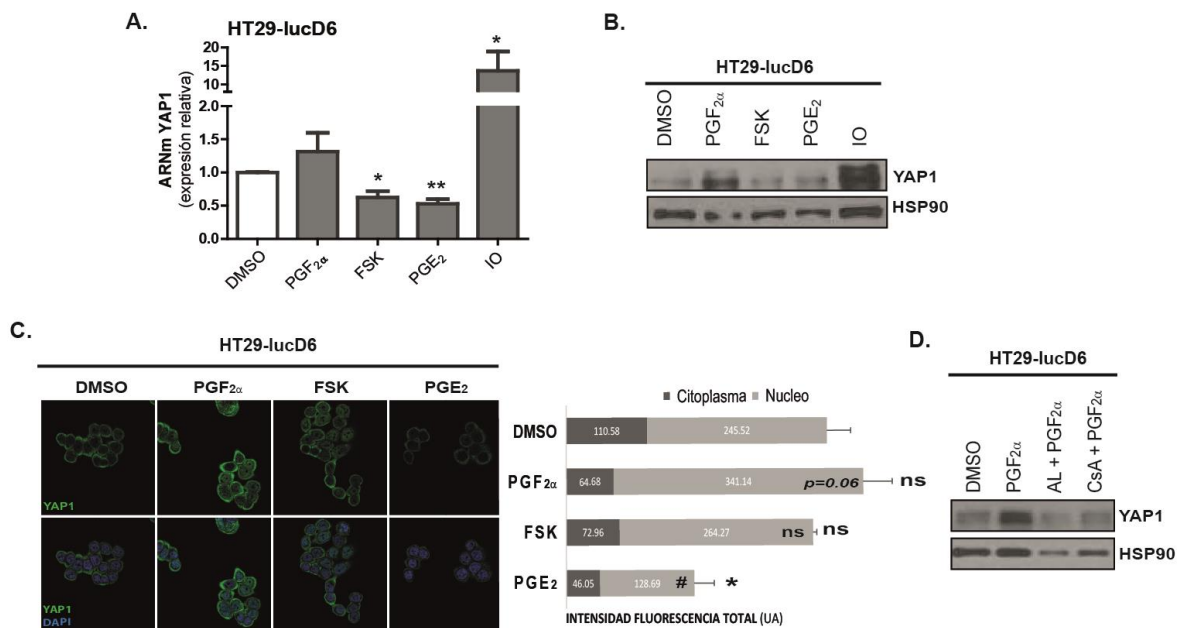 A.
HT29-lucD6
ARNm YAP1
(expresión relativa)
20
15
10
5
2.0
1.5
1.0
0.5
0.0
*
*
**
DMSO
PGF2α
FSK
PGE2
IO
B.
HT29-lucD6
DMSO
PGF2α
FSK
PGE2
IO
YAP1
HSP90
C.
HT29-lucD6
DMSO PGF2α FSK PGE2
YAP1
YAP1
DAPI
Citoplasma Nucleo
DMSO 110.58 245.52
PGF2α 64.68 341.14 p=0.06 ns
FSK 72.96 264.27 ns ns
PGE2 46.05 128.69 # *
INTENSIDAD FLUORESCENCIA TOTAL (UA)
D.
HT29-lucD6
DMSO
PGF2α
AL + PGF2α
CsA + PGF2α
YAP1
HSP90